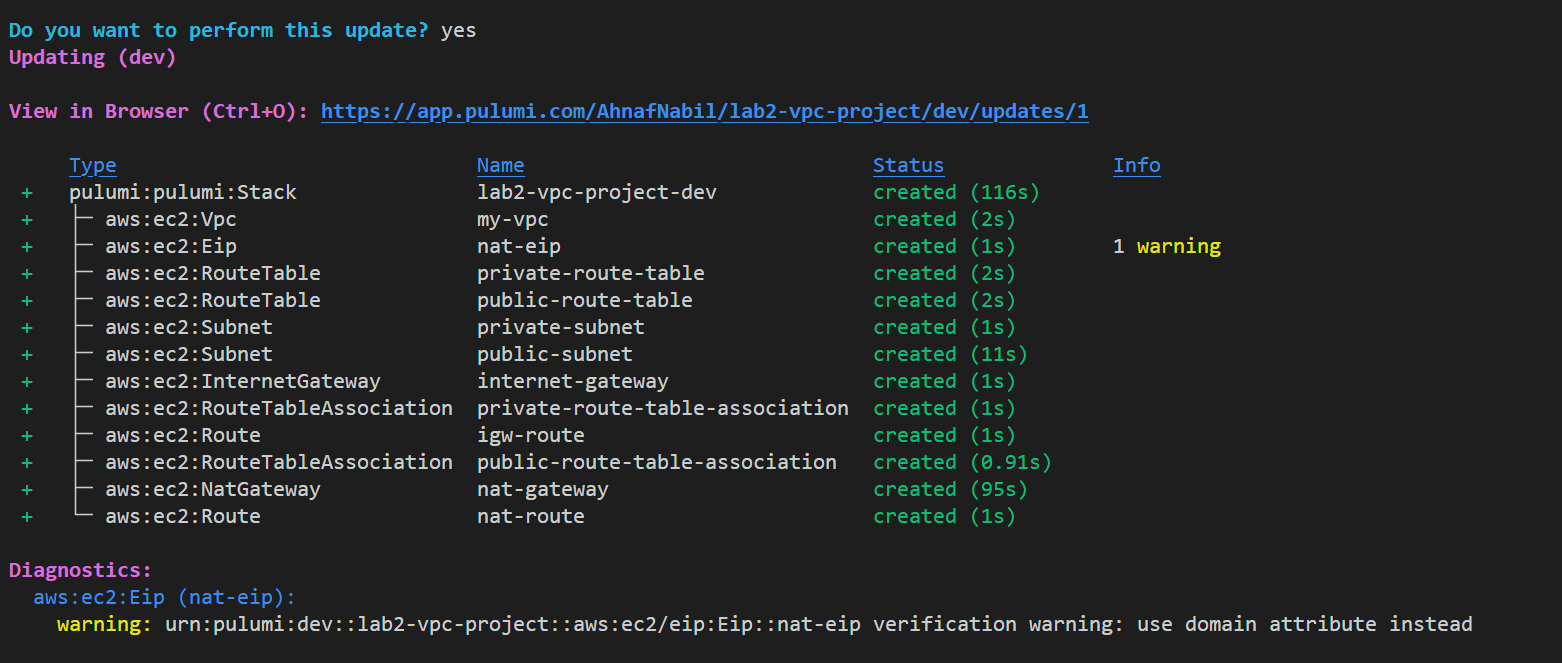 Do you want to perform this update? yes
Updating (dev)
View in Browser (Ctrl+O): https://app.pulumi.com/AhnafNabil/lab2-vpc-project/dev/updates/1
Type Name Status Info
+ pulumi:pulumi:Stack lab2-vpc-project-dev created (116s)
+ ├─ aws:ec2:Vpc my-vpc created (2s)
+ ├─ aws:ec2:Eip nat-eip created (1s) 1 warning
+ ├─ aws:ec2:RouteTable private-route-table created (2s)
+ ├─ aws:ec2:RouteTable public-route-table created (2s)
+ ├─ aws:ec2:Subnet private-subnet created (1s)
+ ├─ aws:ec2:Subnet public-subnet created (11s)
+ ├─ aws:ec2:InternetGateway internet-gateway created (1s)
+ ├─ aws:ec2:RouteTableAssociation private-route-table-association created (1s)
+ ├─ aws:ec2:Route igw-route created (1s)
+ ├─ aws:ec2:RouteTableAssociation public-route-table-association created (0.91s)
+ ├─ aws:ec2:NatGateway nat-gateway created (95s)
+ └─ aws:ec2:Route nat-route created (1s)
Diagnostics:
aws:ec2:Eip (nat-eip):
warning: urn:pulumi:dev::lab2-vpc-project::aws:ec2/eip:Eip::nat-eip verification warning: use domain attribute instead